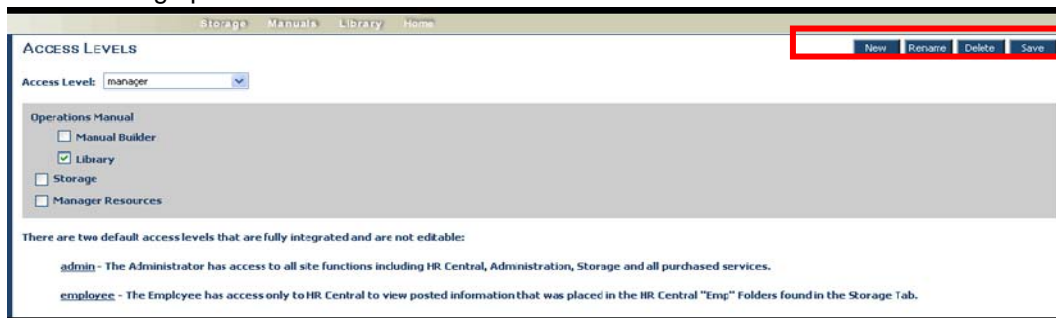 Storage Manuals Library Home
ACCESS LEVELS New Rename Delete Save
Access Level: manager
Operations Manual
Manual Builder
Library
Storage
Manager Resources
There are two default access levels that are fully integrated and are not editable:
admin - The Administrator has access to all site functions including HR Central, Administration, Storage and all purchased services.
employee - The Employee has access only to HR Central to view posted information that was placed in the HR Central "Emp" Folders found in the Storage Tab.